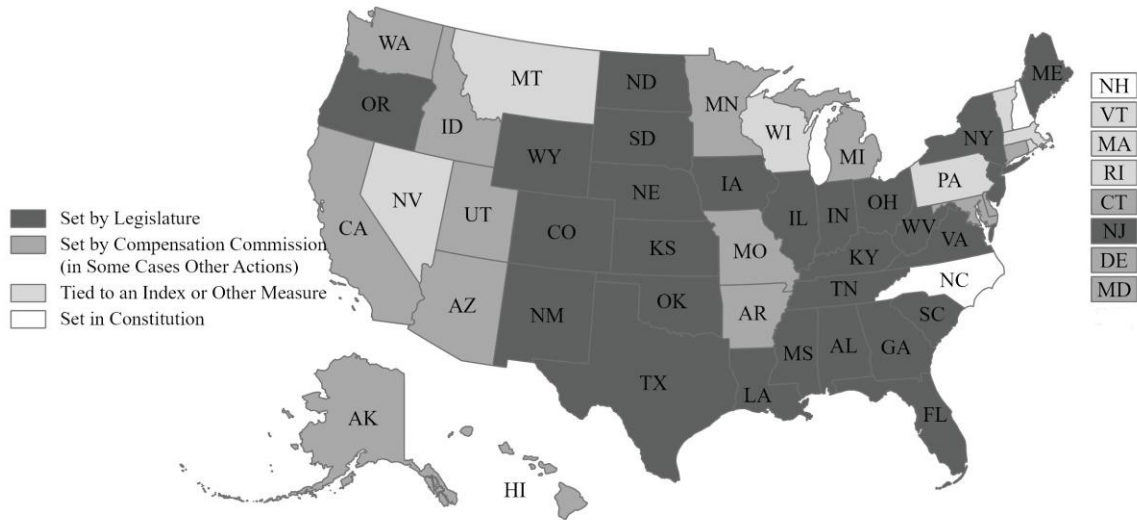 WA
MT
ND
MN
ME
OR
ID
WY
SD
WI
MI
NY
NH
VT
MA
RI
CT
NJ
DE
MD
NV
UT
CO
NE
IA
IL
IN
OH
PA
CA
KS
MO
KY
WV
VA
AZ
NM
OK
AR
TN
NC
SC
TX
LA
MS
AL
GA
FL
AK
HI
Set by Legislature
Set by Compensation Commission
(in Some Cases Other Actions)
Tied to an Index or Other Measure
Set in Constitution